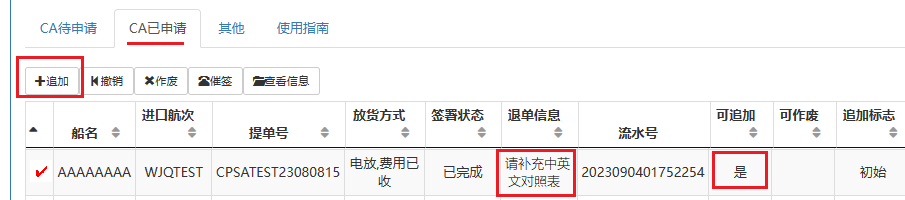 CA待申请 CA已申请 其他 使用指南
追加 撤销 作废 催签 查看信息
船名 进口航次 提单号 放货方式 签署状态 退单信息 流水号 可追加 可作废 追加标志
AAAAAAAA WJQTEST CPSATEST23080815 电放,费用已收 已完成 请补充中英文对照表 2023090401752254 是 初始